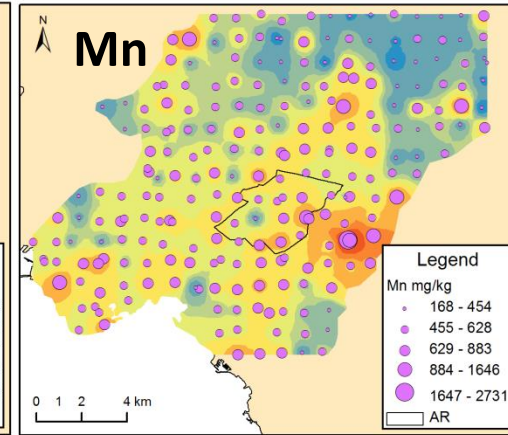 N
Mn
Legend
Mn mg/kg
168 - 454
455 - 628
629 - 883
884 - 1646
1647 - 2731
AR
0 1 2 4 km